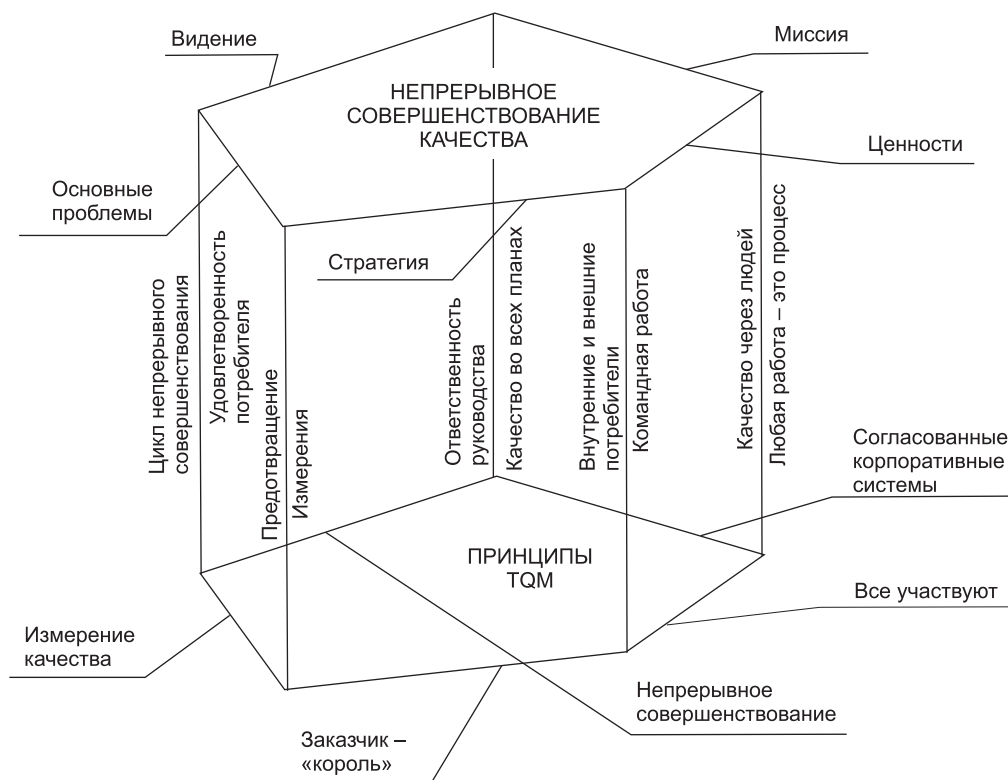 Видение
Миссия
НЕПРЕРЫВНОЕ
СОВЕРШЕНСТВОВАНИЕ
КАЧЕСТВА
Ценности
Основные
проблемы
Стратегия
Цикл непрерывного
совершенствования
Удовлетворенность
потребителя
Предотвращение
Измерения
Ответственность
руководства
Качество во всех планах
Внутренние и внешние
потребители
Командная работа
Качество через людей
Любая работа – это процесс
Согласованные
корпоративные
системы
ПРИНЦИПЫ
TQM
Все участвуют
Измерение
качества
Непрерывное
совершенствование
Заказчик –
«король»